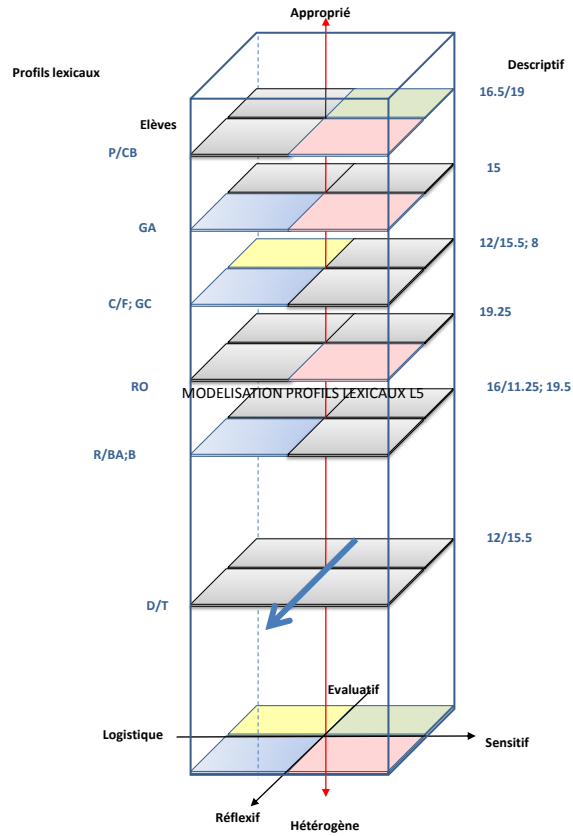 Approprié
Profils lexicaux
Descriptif
Elèves
16.5/19
P/CB
15
GA
12/15.5; 8
C/F; GC
19.25
RO
MODELISATION PROFILS LEXICAUX L5
16/11.25; 19.5
R/BA;B
12/15.5
D/T
Evaluatif
Logistique
Sensitif
Réflexif
Hétérogène